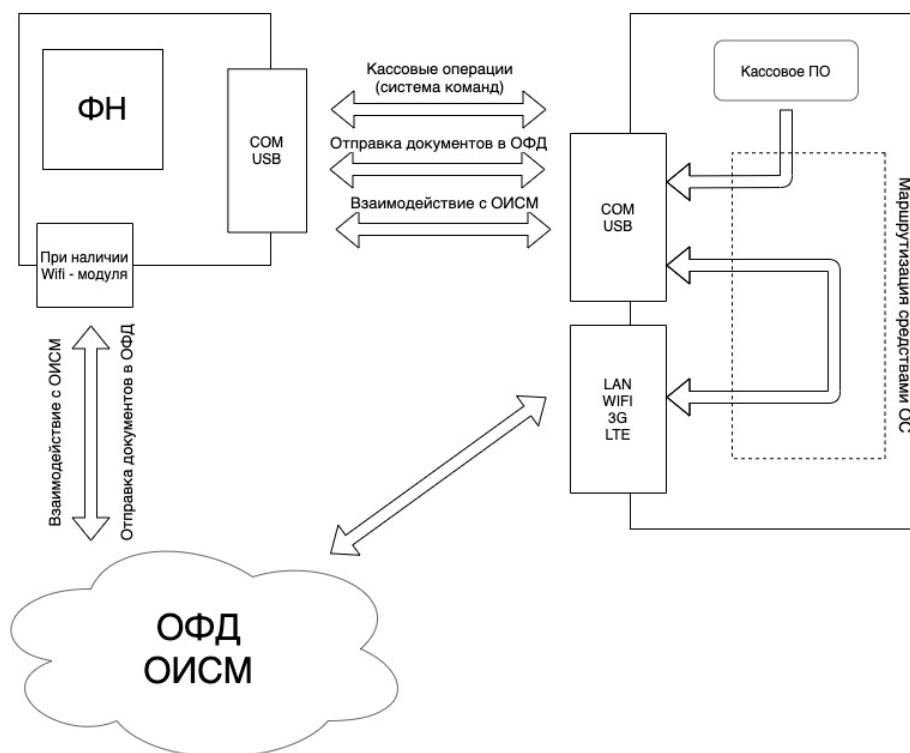 ФН
COM
USB
При наличии
Wifi - модуля
Кассовые операции
(система команд)
Отправка документов в ОФД
Взаимодействие с ОИСМ
Кассовое ПО
COM
USB
LAN
WIFI
3G
LTE
Маршрутизация средствами ОС
Взаимодействие с ОИСМ
Отправка документов в ОФД
ОФД
ОИСМ